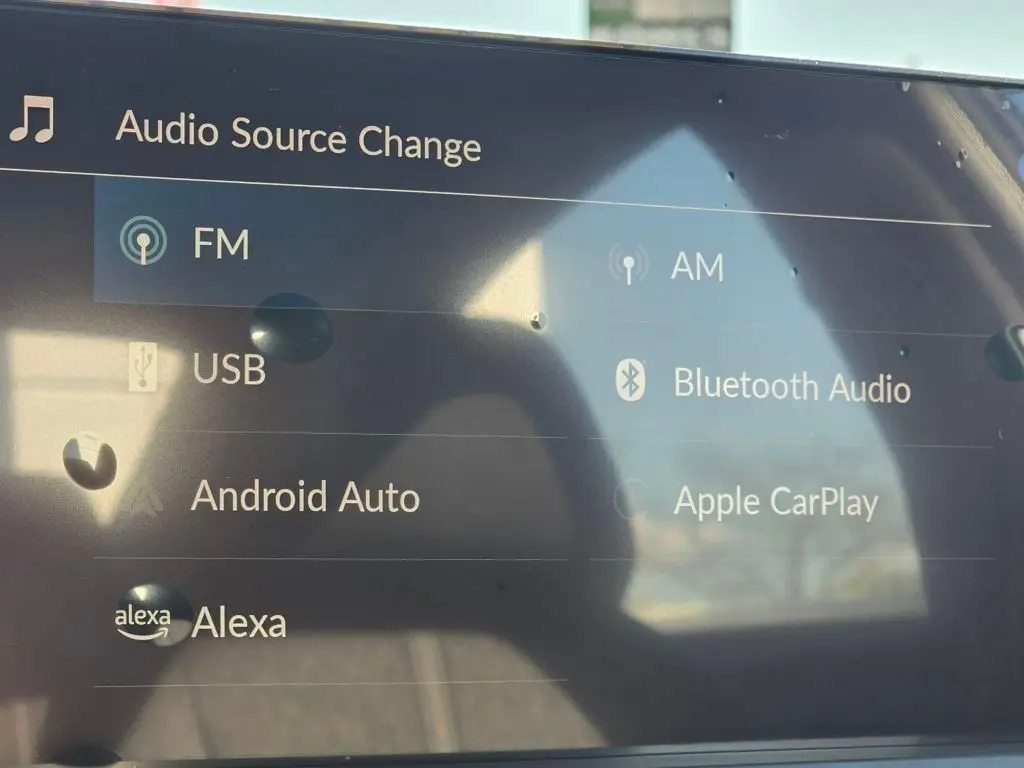 Audio Source Change
FM
AM
USB
Bluetooth Audio
Android Auto
Apple CarPlay
alexa Alexa